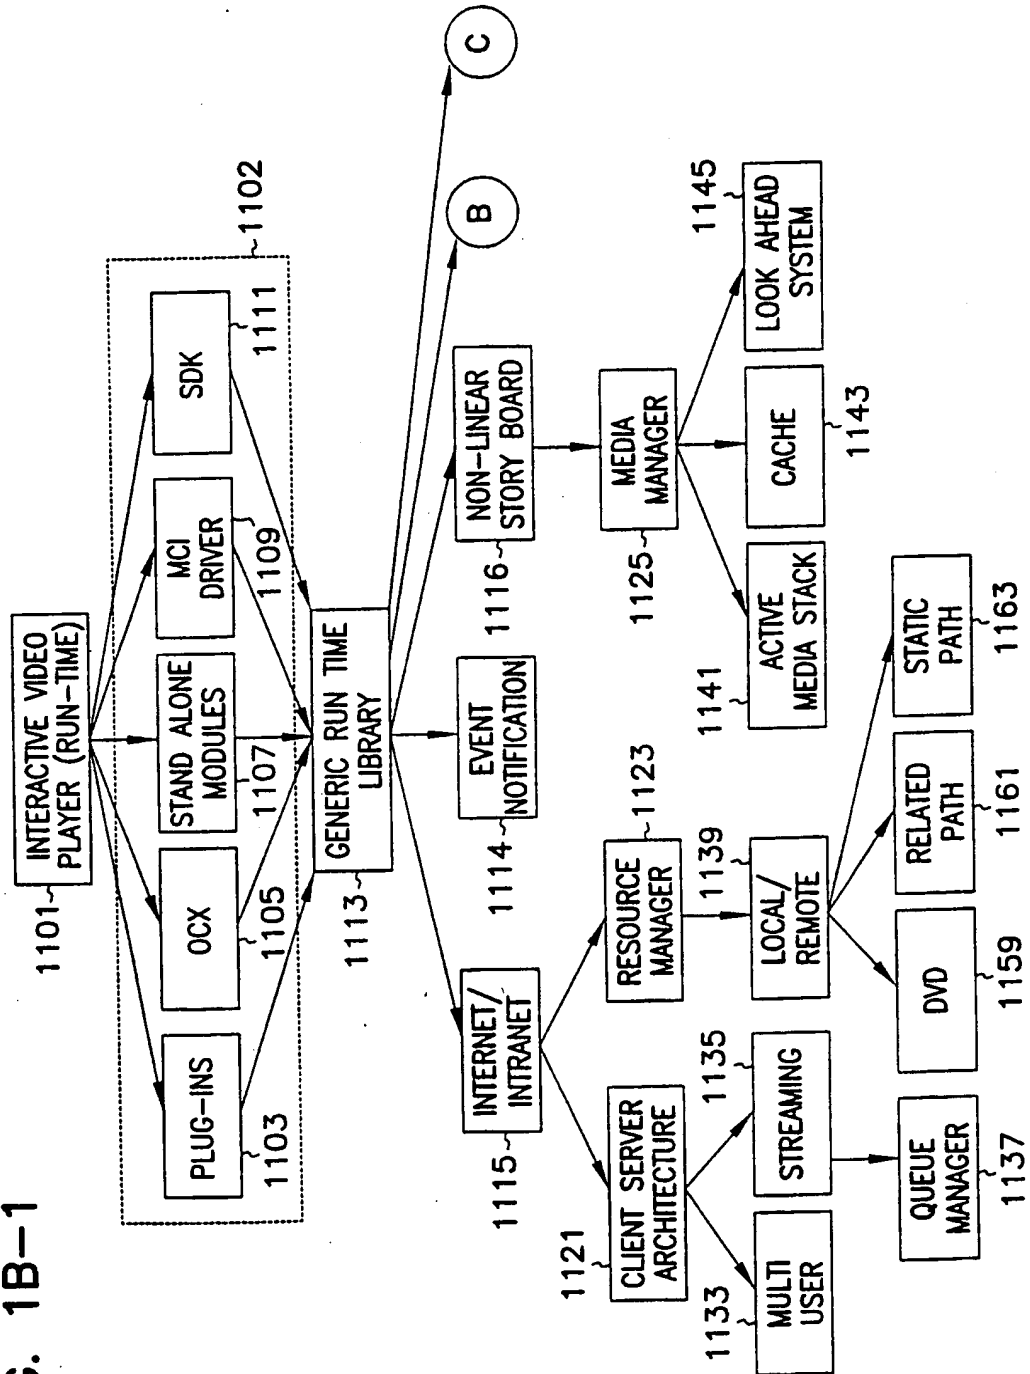 G. 1B-1
INTERACTIVE VIDEO
PLAYER (RUN-TIME)
1101
1102
PLUG-INS
1103
OCX
1105
STAND ALONE
MODULES
1107
MCI
DRIVER
1109
SDK
1111
GENERIC RUN TIME
LIBRARY
1113
INTERNET/
INTRANET
1115
EVENT
NOTIFICATION
1114
NON-LINEAR
STORY BOARD
1116
B
C
CLIENT SERVER
ARCHITECTURE
1121
RESOURCE
MANAGER
1123
MEDIA
MANAGER
1125
MULTI
USER
1133
STREAMING
1135
LOCAL/
REMOTE
1139
ACTIVE
MEDIA STACK
1141
CACHE
1143
LOOK AHEAD
SYSTEM
1145
QUEUE
MANAGER
1137
DVD
1159
RELATED
PATH
1161
STATIC
PATH
1163